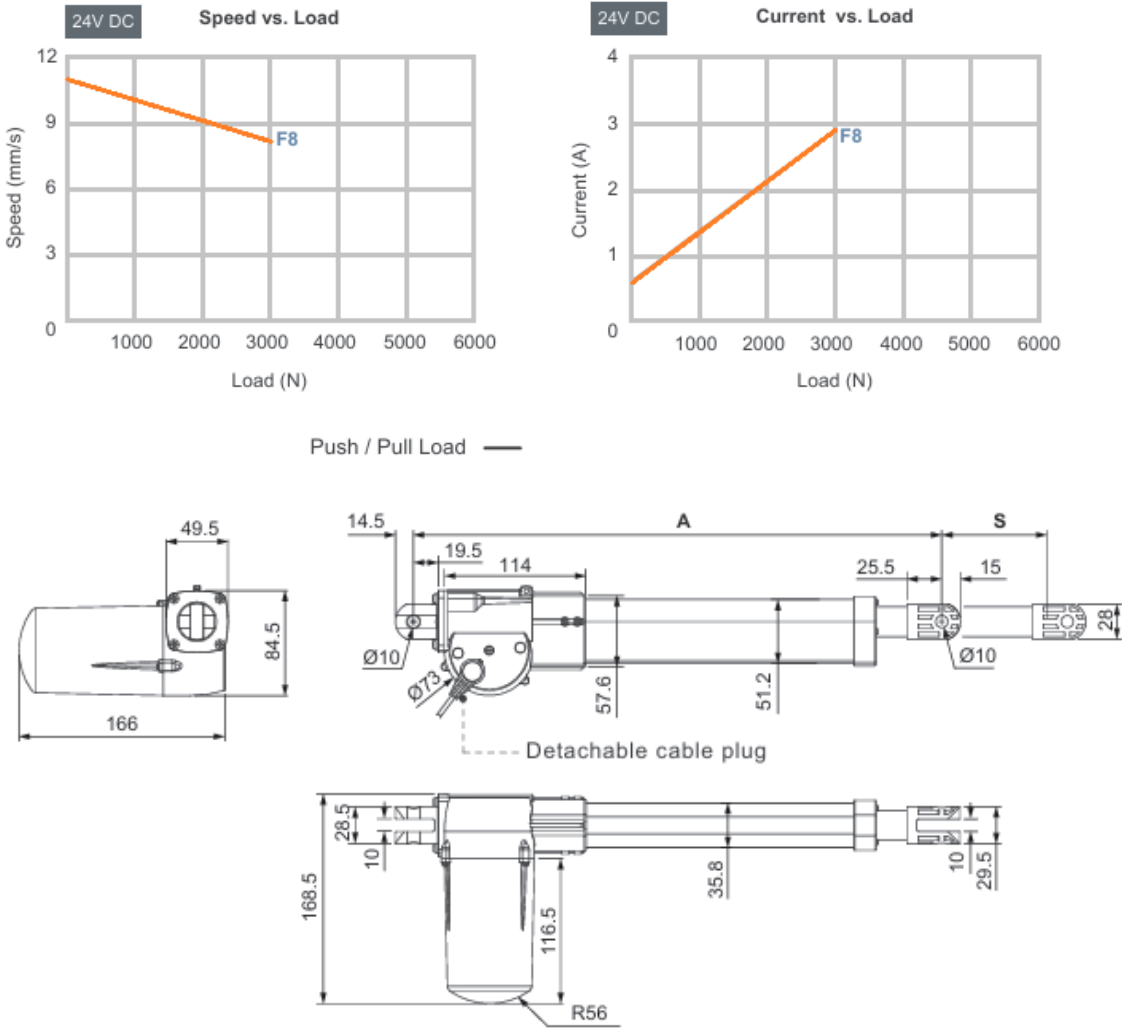 24V DC
Speed vs. Load
12
9
6
3
0
Speed (mm/s)
F8
1000 2000 3000 4000 5000 6000
Load (N)
24V DC
Current vs. Load
4
3
2
1
0
Current (A)
F8
1000 2000 3000 4000 5000 6000
Load (N)
Push / Pull Load
49.5
84.5
166
14.5
A
S
19.5
114
25.5
15
28
Ø10
Ø10
Ø73
57.6
51.2
Detachable cable plug
28.5
10
168.5
116.5
35.8
10
29.5
R56